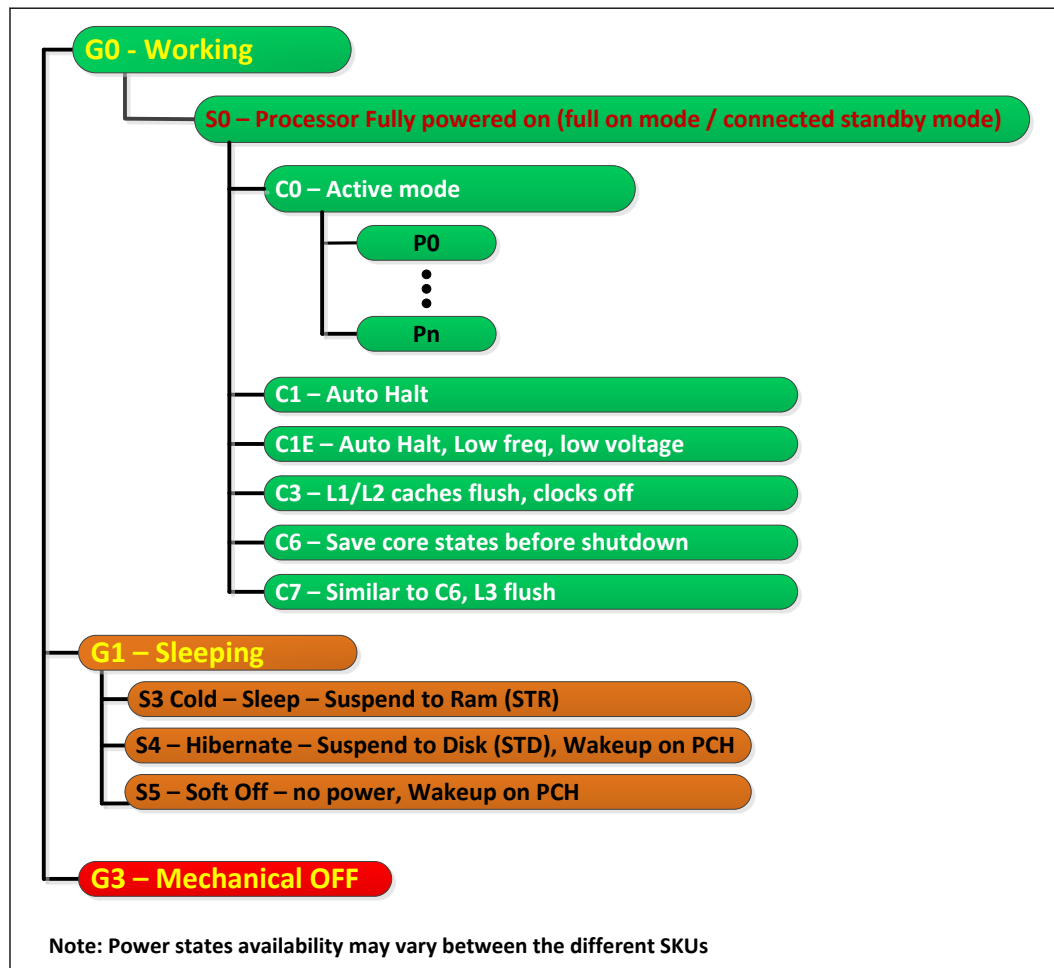 G0 - Working
S0 – Processor Fully powered on (full on mode / connected standby mode)
C0 – Active mode
P0
Pn
C1 – Auto Halt
C1E – Auto Halt, Low freq, low voltage
C3 – L1/L2 caches flush, clocks off
C6 – Save core states before shutdown
C7 – Similar to C6, L3 flush
G1 – Sleeping
S3 Cold – Sleep – Suspend to Ram (STR)
S4 – Hibernate – Suspend to Disk (STD), Wakeup on PCH
S5 – Soft Off – no power, Wakeup on PCH
G3 – Mechanical OFF
Note: Power states availability may vary between the different SKUs